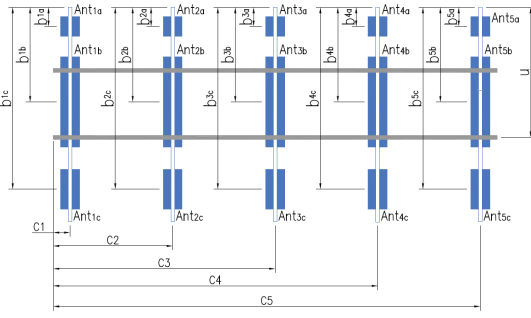 Ant1a Ant2a Ant3a Ant4a Ant5a
b1a b2a b3a b4a b5a
Ant1b Ant2b Ant3b Ant4b Ant5b
b1b b2b b3b b4b b5b
u
b1c b2c b3c b4c b5c
Ant1c Ant2c Ant3c Ant4c Ant5c
C1
C2
C3
C4
C5